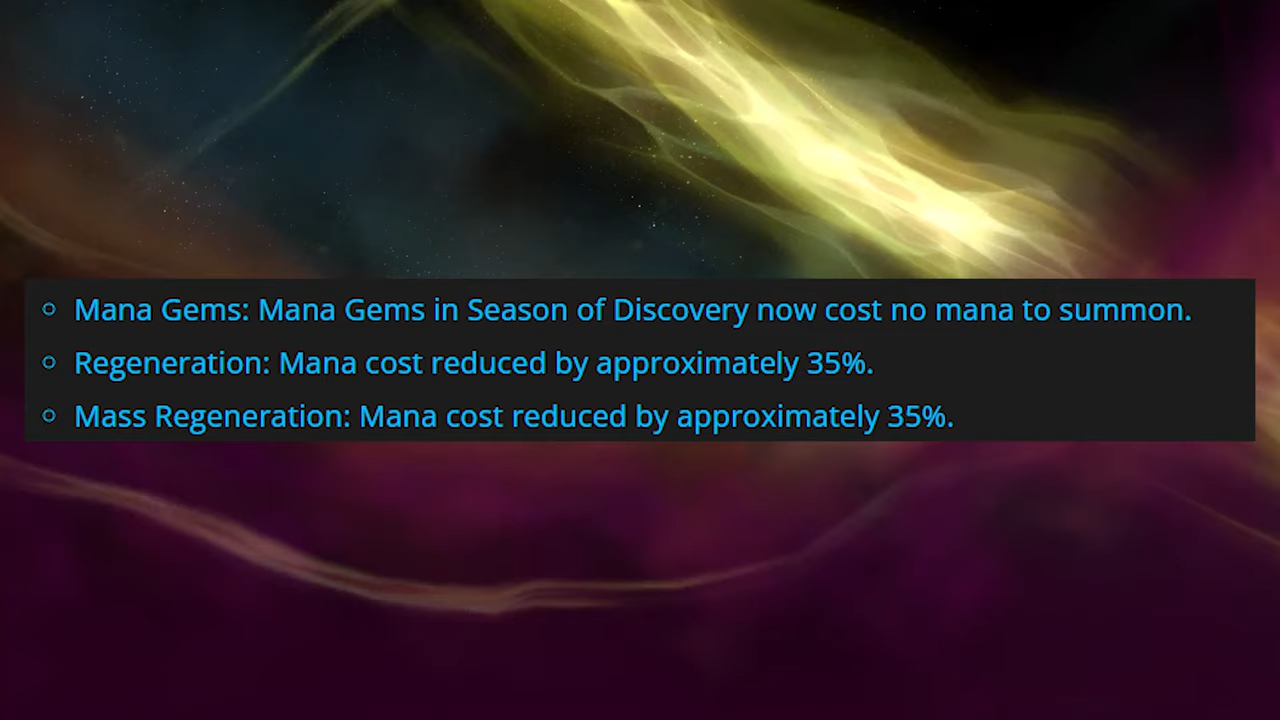 Mana Gems: Mana Gems in Season of Discovery now cost no mana to summon.
Regeneration: Mana cost reduced by approximately 35%.
Mass Regeneration: Mana cost reduced by approximately 35%.